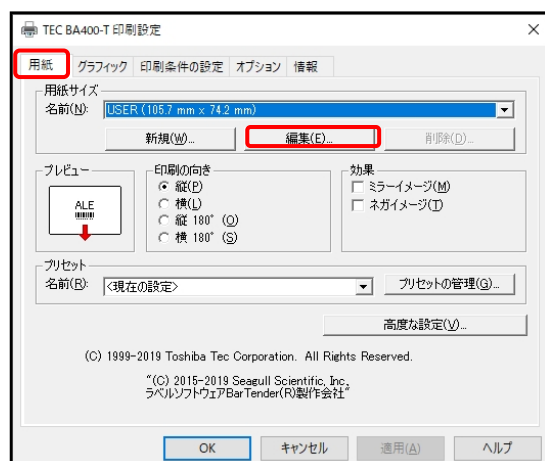 TEC BA400-T 印刷設定
用紙 グラフィック 印刷条件の設定 オプション 情報
用紙サイズ
名前(N): USER (105.7 mm x 74.2 mm)
新規(W)... 編集(E)... 削除(D)...
プレビュー
ALE
印刷の向き
縦(P)
横(L)
縦 180° (O)
横 180° (S)
効果
ミラーイメージ(M)
ネガイメージ(T)
プリセット
名前(R): <現在の設定> プリセットの管理(G)...
高度な設定(V)...
(C) 1999-2019 Toshiba Tec Corporation. All Rights Reserved.
"(C) 2015-2019 Seagull Scientific, Inc.
ラベルソフトウェアBarTender(R)製作会社"
OK キャンセル 適用(A) ヘルプ